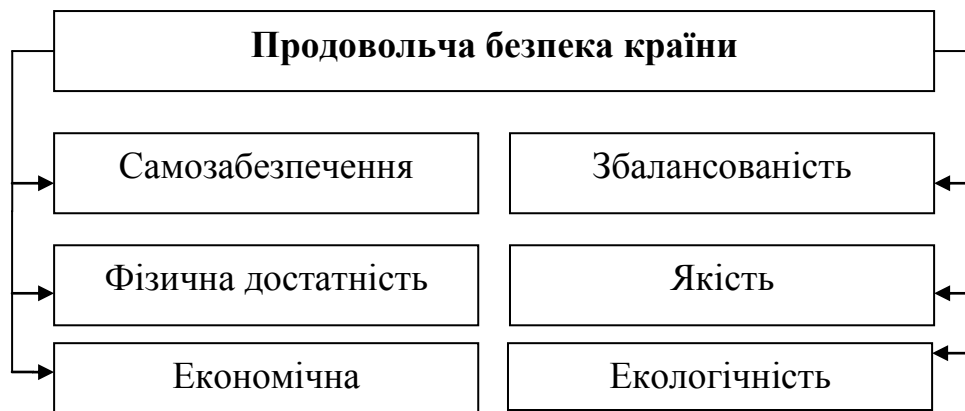 Продовольча безпека країни
Самозабезпечення
Збалансованість
Фізична достатність
Якість
Економічна
Екологічність